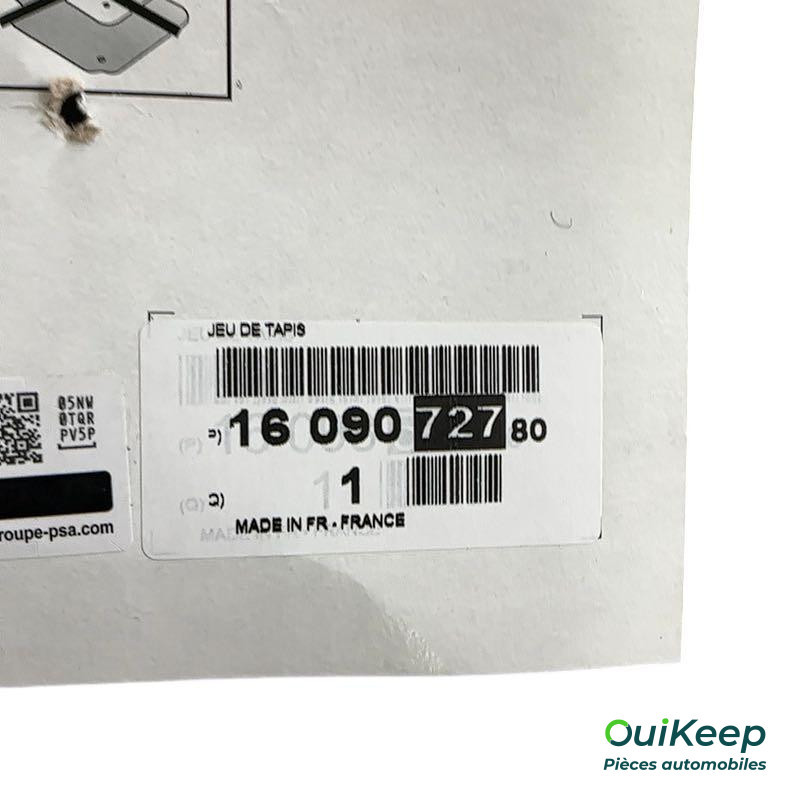 JEU DE TAPIS
16 090 727 80
1
MADE IN FR - FRANCE
05NW
0TQR
PV5P
roupe-psa.com
OuiKeep
Pièces automobiles